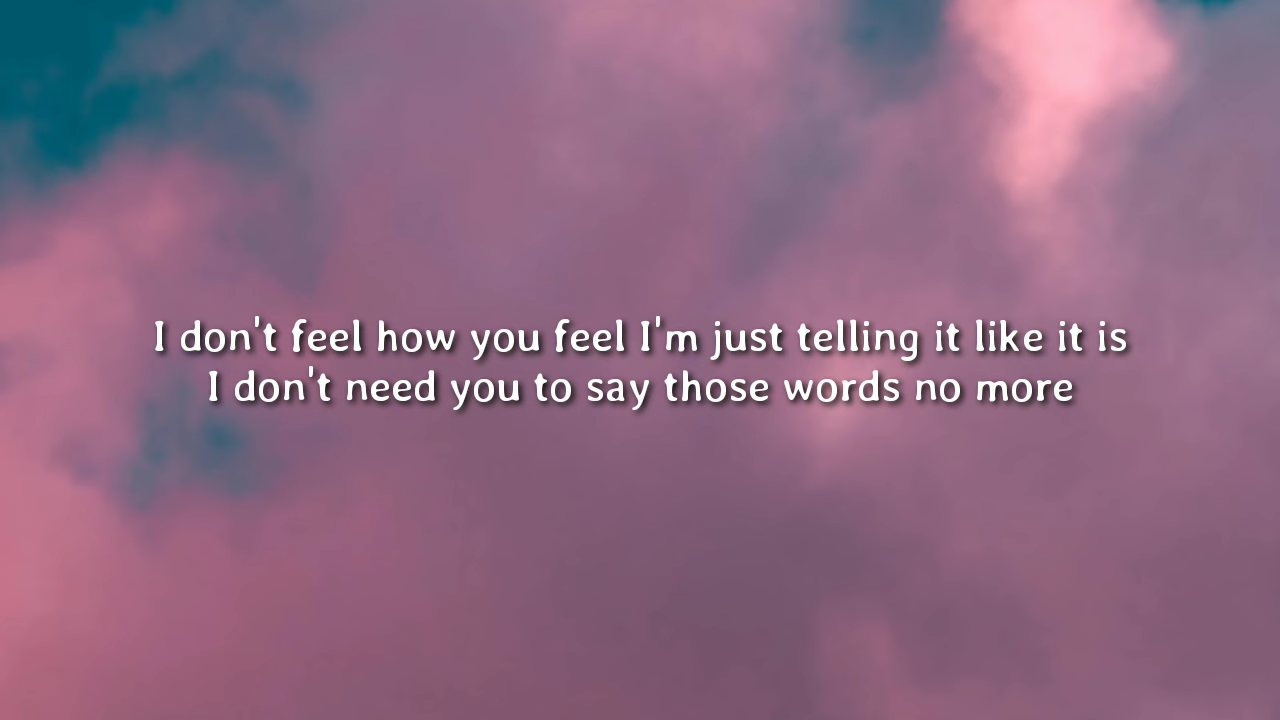 I don't feel how you feel I'm just telling it like it is
I don't need you to say those words no more